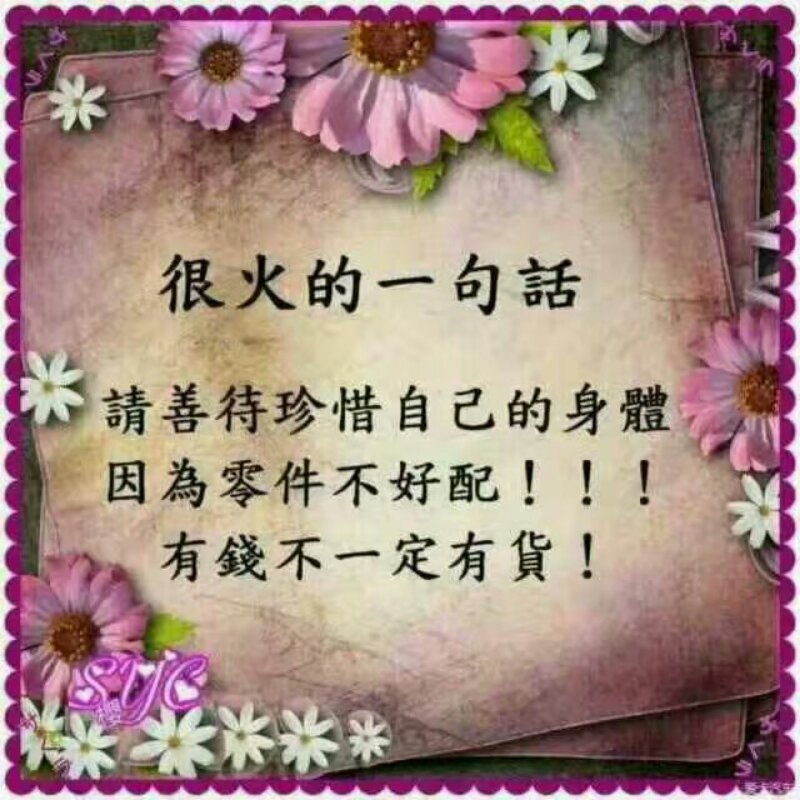 很火的一句話
請善待珍惜自己的身體
因為零件不好配！！！
有錢不一定有貨！
SYC
櫻